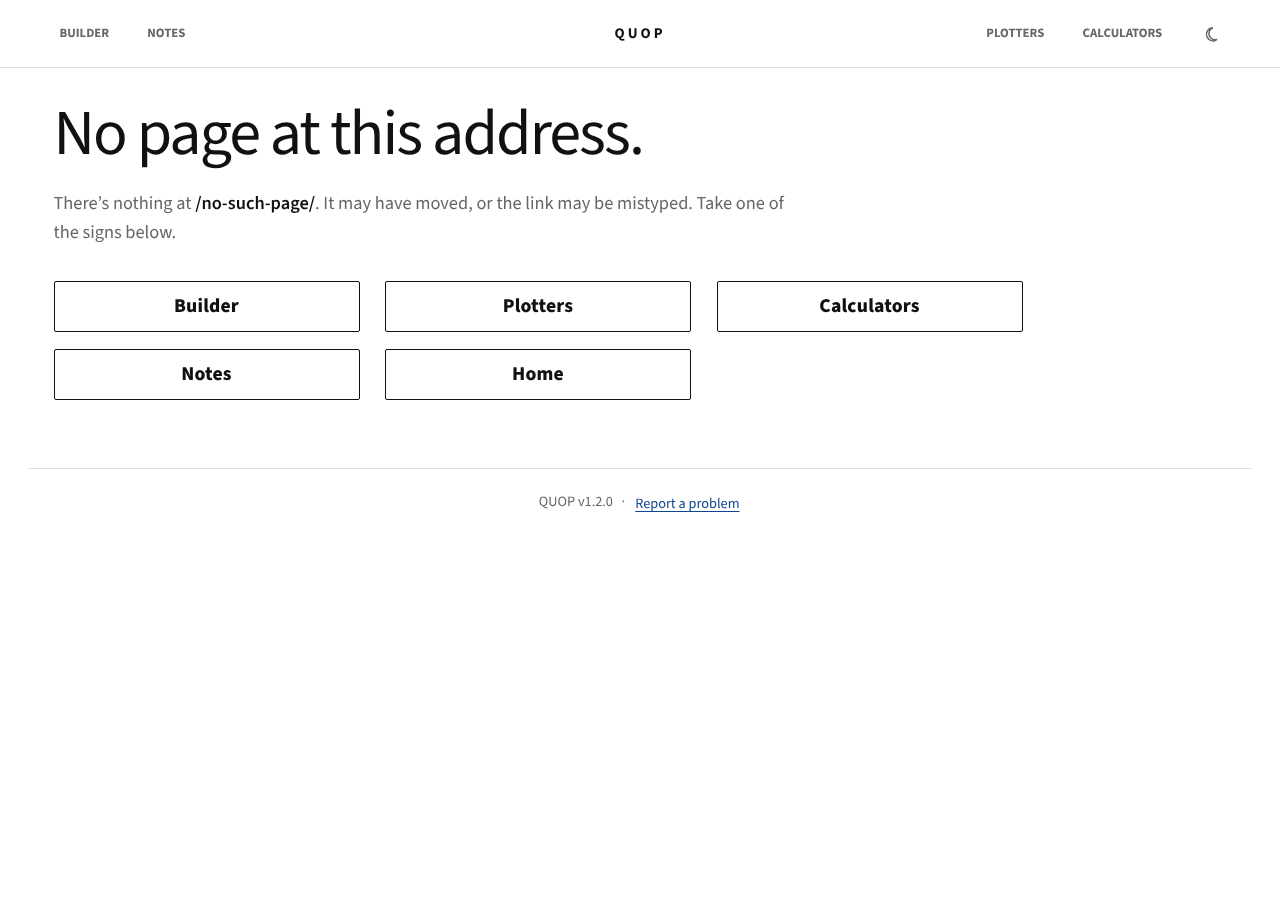 BUILDER NOTES QUOP PLOTTERS CALCULATORS
No page at this address.
There’s nothing at /no-such-page/. It may have moved, or the link may be mistyped. Take one of
the signs below.
Builder Plotters Calculators
Notes Home
QUOP v1.2.0 · Report a problem